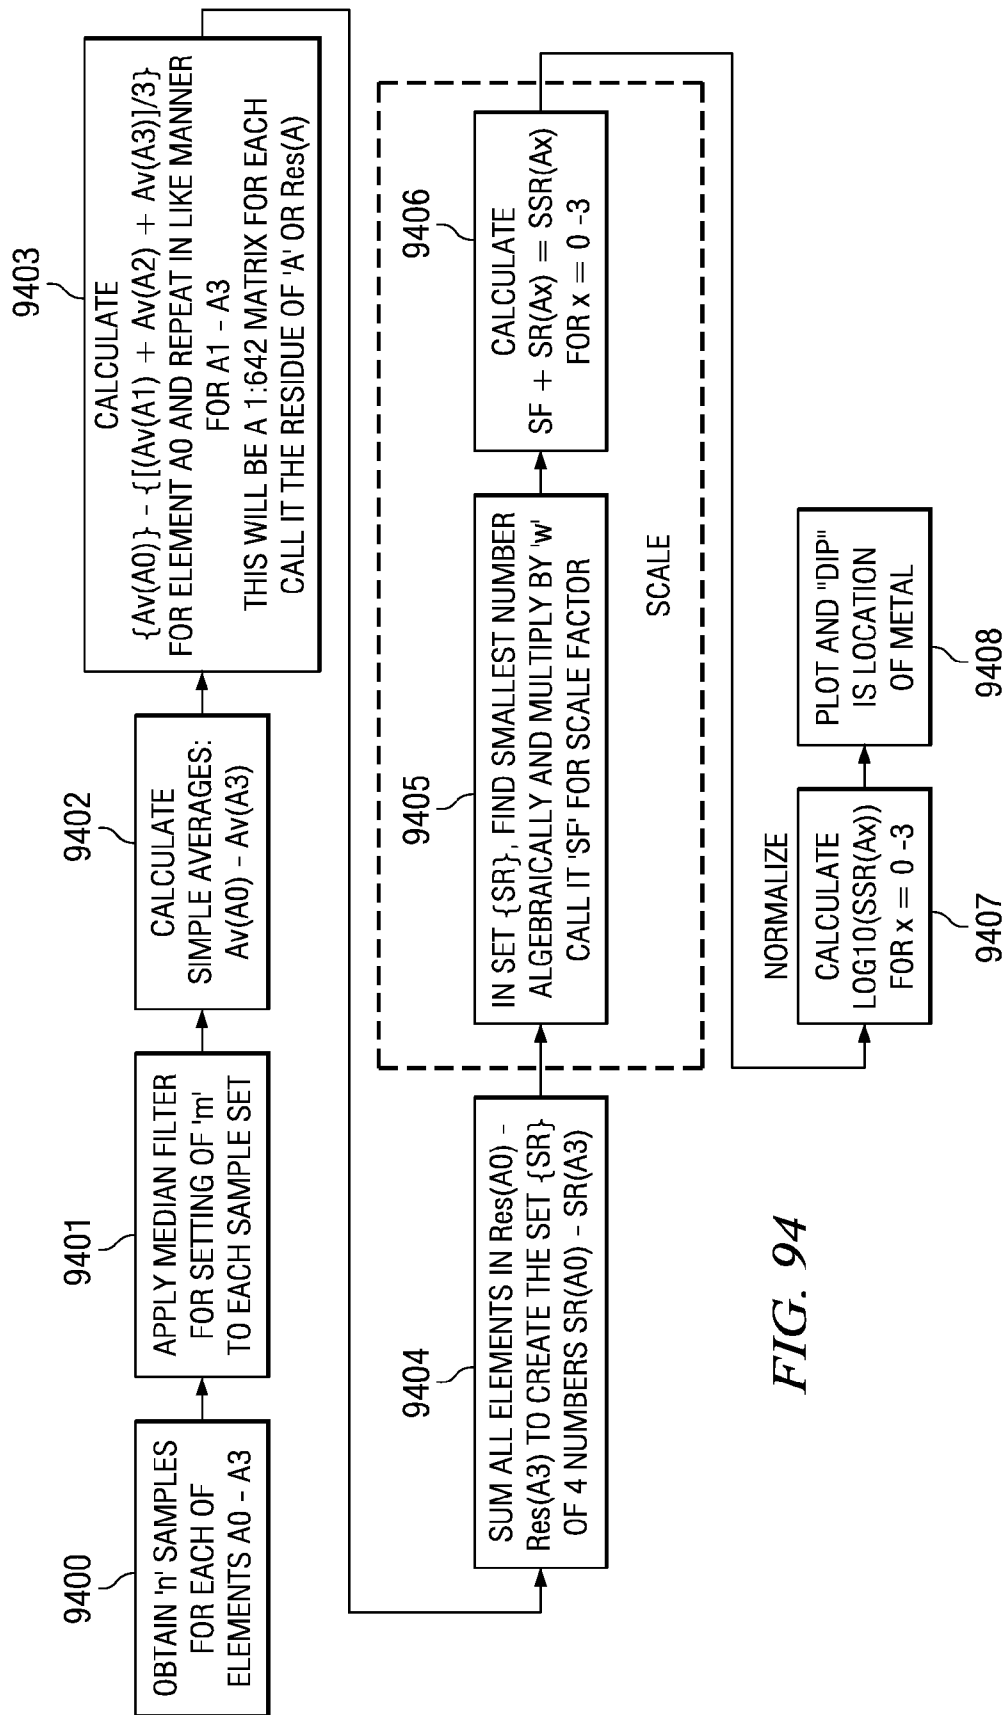 9400
OBTAIN 'n' SAMPLES
FOR EACH OF
ELEMENTS A0 - A3
9401
APPLY MEDIAN FILTER
FOR SETTING OF 'm'
TO EACH SAMPLE SET
9402
CALCULATE
SIMPLE AVERAGES:
Av(A0) - Av(A3)
9403
CALCULATE
{Av(A0)} - {[(Av(A1) + Av(A2) + Av(A3)]/3}
FOR ELEMENT A0 AND REPEAT IN LIKE MANNER
FOR A1 - A3
THIS WILL BE A 1:642 MATRIX FOR EACH
CALL IT THE RESIDUE OF 'A' OR Res(A)
9404
SUM ALL ELEMENTS IN Res(A0) -
Res(A3) TO CREATE THE SET {SR}
OF 4 NUMBERS SR(A0) - SR(A3)
9405
IN SET {SR}, FIND SMALLEST NUMBER
ALGEBRAICALLY AND MULTIPLY BY 'w'
CALL IT 'SF' FOR SCALE FACTOR
9406
CALCULATE
SF + SR(Ax) = SSR(Ax)
FOR x = 0 -3
SCALE
NORMALIZE
CALCULATE
LOG10(SSR(Ax))
FOR x = 0 -3
9407
PLOT AND "DIP"
IS LOCATION
OF METAL
9408
FIG. 94